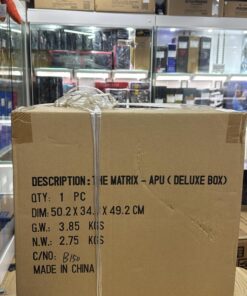 DESCRIPTION: THE MATRIX - APU ( DELUXE BOX)
QTY: 1 PC
DIM: 50.2 X 34. X 49.2 CM
G.W.: 3.85 KGS
N.W.: 2.75 KGS
C/NO: B150
MADE IN CHINA